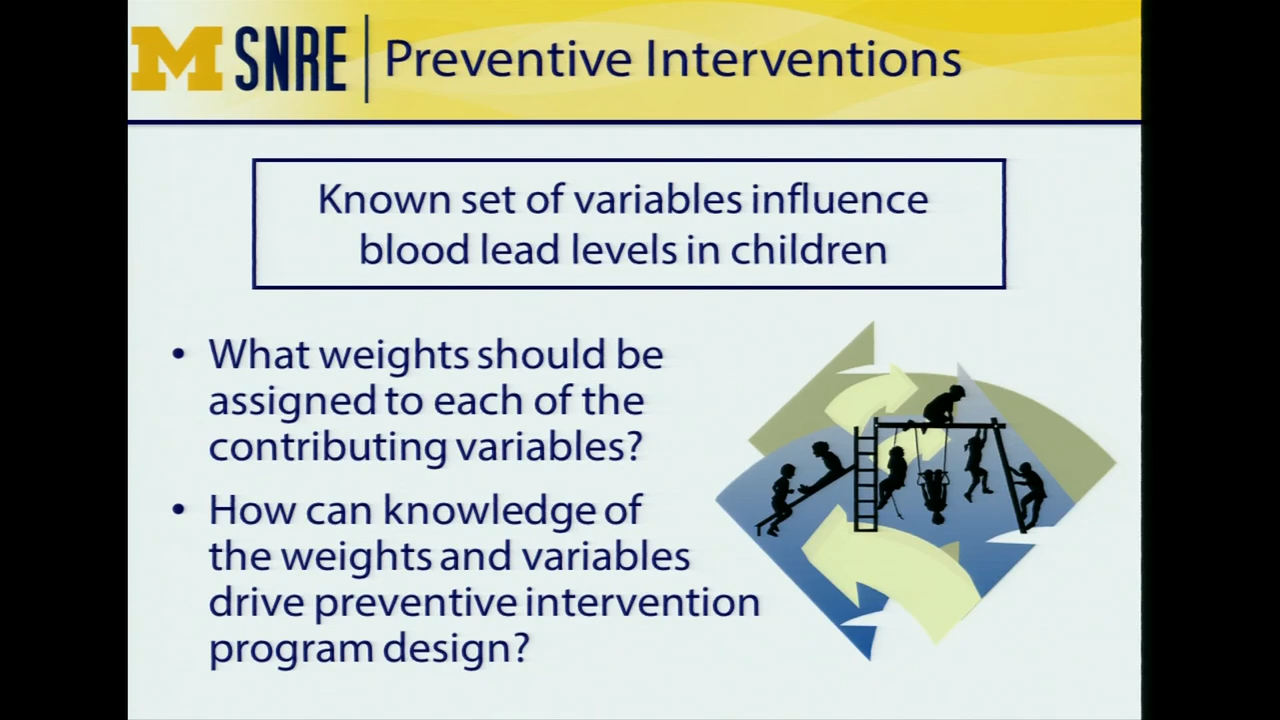 M SNRE Preventive Interventions
Known set of variables influence
blood lead levels in children
• What weights should be
assigned to each of the
contributing variables?
• How can knowledge of
the weights and variables
drive preventive intervention
program design?